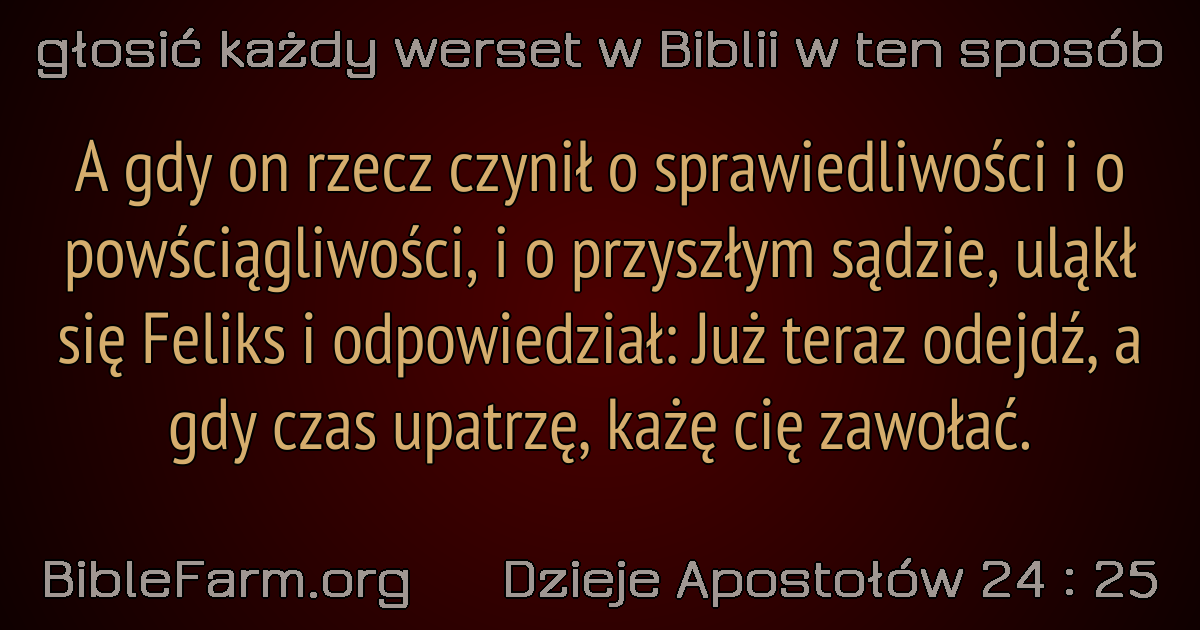 głosić każdy werset w Biblii w ten sposób
A gdy on rzecz czynił o sprawiedliwości i o
powściągliwości, i o przyszłym sądzie, uląkł
się Feliks i odpowiedział: Już teraz odejdź, a
gdy czas upatrzę, każę cię zawołać.
BibleFarm.org Dzieje Apostołów 24 : 25